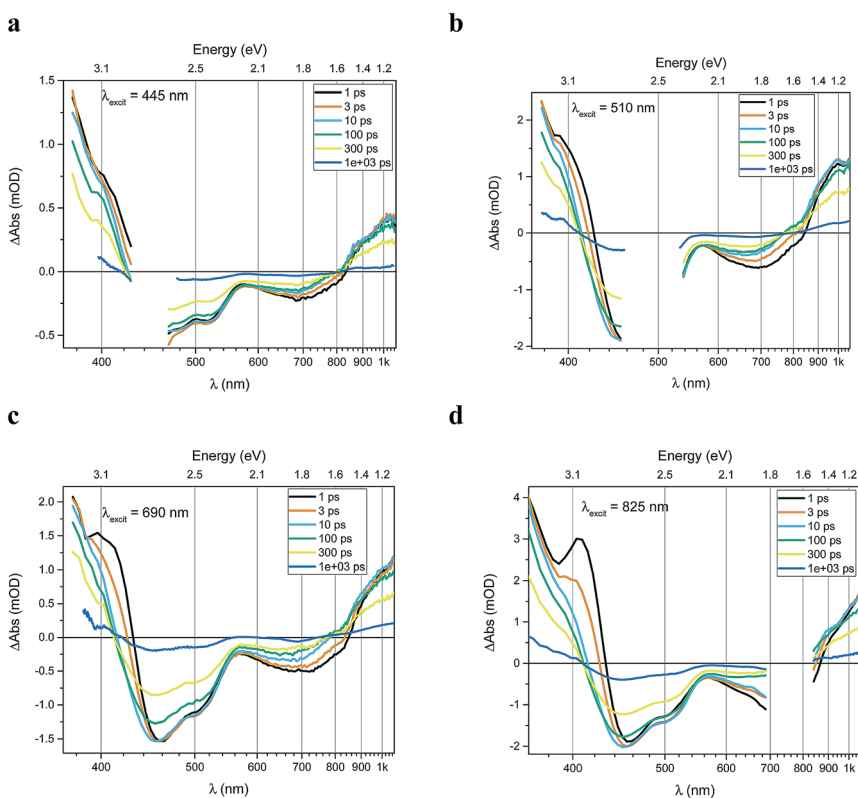 a
Energy (eV)
3.1 2.5 2.1 1.8 1.6 1.4 1.2
λexcit = 445 nm
1 ps
3 ps
10 ps
100 ps
300 ps
1e+03 ps
ΔAbs (mOD)
1.5
1.0
0.5
0.0
-0.5
400 500 600 700 800 900 1k
λ (nm)
b
Energy (eV)
3.1 2.5 2.1 1.8 1.6 1.4 1.2
λexcit = 510 nm
1 ps
3 ps
10 ps
100 ps
300 ps
1e+03 ps
ΔAbs (mOD)
2
1
0
-1
-2
400 500 600 700 800 900 1k
λ (nm)
c
Energy (eV)
3.1 2.5 2.1 1.8 1.6 1.4 1.2
λexcit = 690 nm
1 ps
3 ps
10 ps
100 ps
300 ps
1e+03 ps
ΔAbs (mOD)
2.0
1.5
1.0
0.5
0.0
-0.5
-1.0
-1.5
400 500 600 700 800 900 1k
λ (nm)
d
Energy (eV)
3.1 2.5 2.1 1.8 1.6 1.4 1.2
λexcit = 825 nm
1 ps
3 ps
10 ps
100 ps
300 ps
1e+03 ps
ΔAbs (mOD)
4
3
2
1
0
-1
-2
400 500 600 700 800 900 1k
λ (nm)